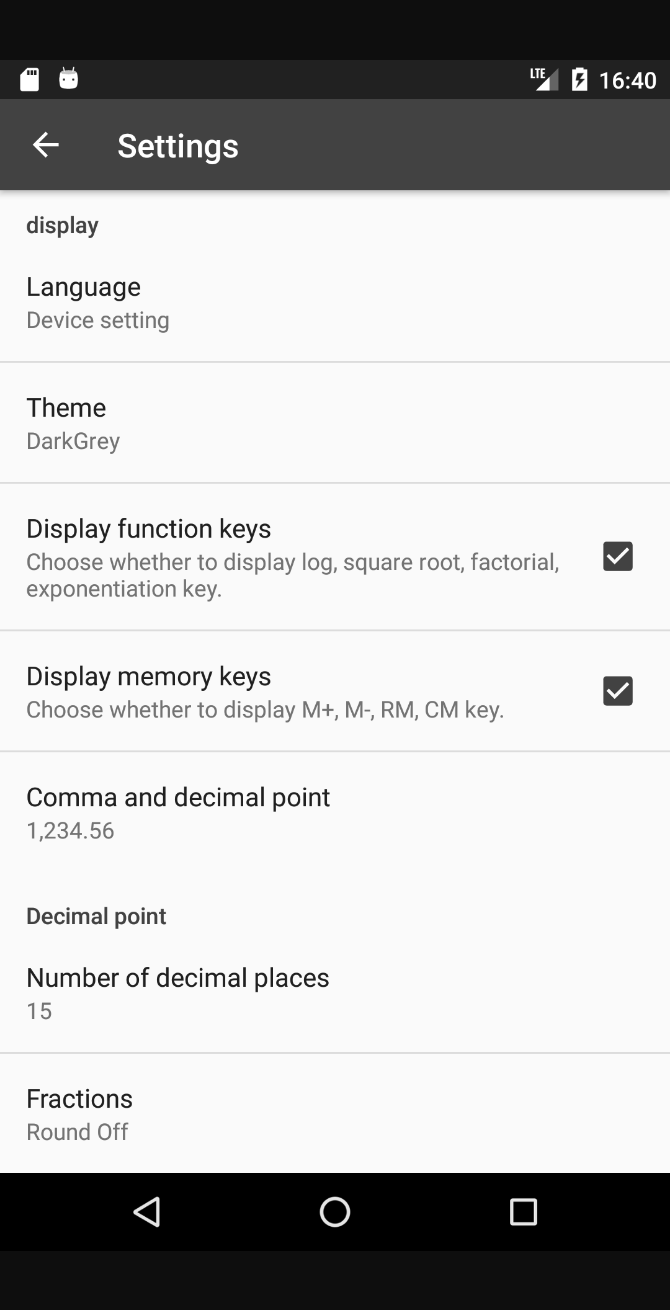 LTE 16:40
Settings
display
Language
Device setting
Theme
DarkGrey
Display function keys
Choose whether to display log, square root, factorial,
exponentiation key.
Display memory keys
Choose whether to display M+, M-, RM, CM key.
Comma and decimal point
1,234.56
Decimal point
Number of decimal places
15
Fractions
Round Off